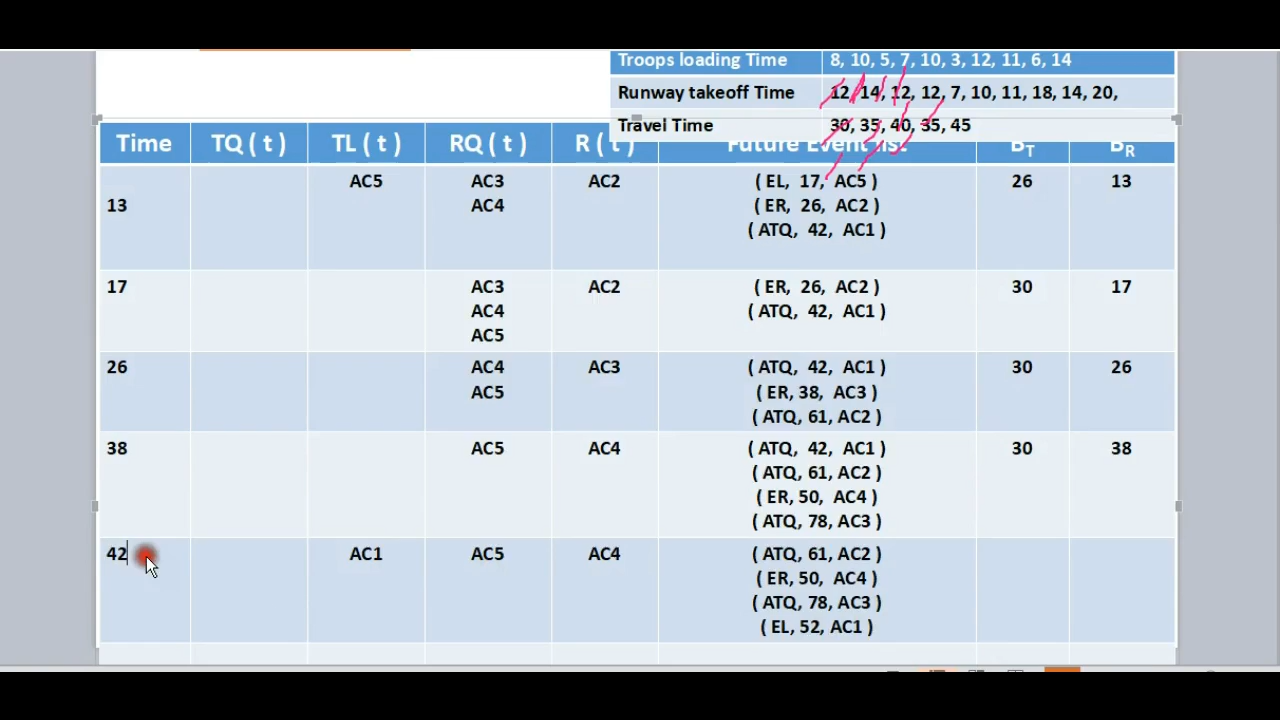 Troops loading Time 8, 10, 5, 7, 10, 3, 12, 11, 6, 14
Runway takeoff Time 12, 14, 12, 12, 7, 10, 11, 18, 14, 20,
Travel Time 30, 35, 40, 35, 45
Time TQ ( t ) TL ( t ) RQ ( t ) R ( t ) Future Event list B_T B_R
AC5 AC3 AC2 ( EL, 17, AC5 ) 26 13
13 AC4 ( ER, 26, AC2 )
( ATQ, 42, AC1 )
17 AC3 AC2 ( ER, 26, AC2 ) 30 17
AC4 ( ATQ, 42, AC1 )
AC5
26 AC4 AC3 ( ATQ, 42, AC1 ) 30 26
AC5 ( ER, 38, AC3 )
( ATQ, 61, AC2 )
38 AC5 AC4 ( ATQ, 42, AC1 ) 30 38
( ATQ, 61, AC2 )
( ER, 50, AC4 )
( ATQ, 78, AC3 )
42 AC1 AC5 AC4 ( ATQ, 61, AC2 )
( ER, 50, AC4 )
( ATQ, 78, AC3 )
( EL, 52, AC1 )